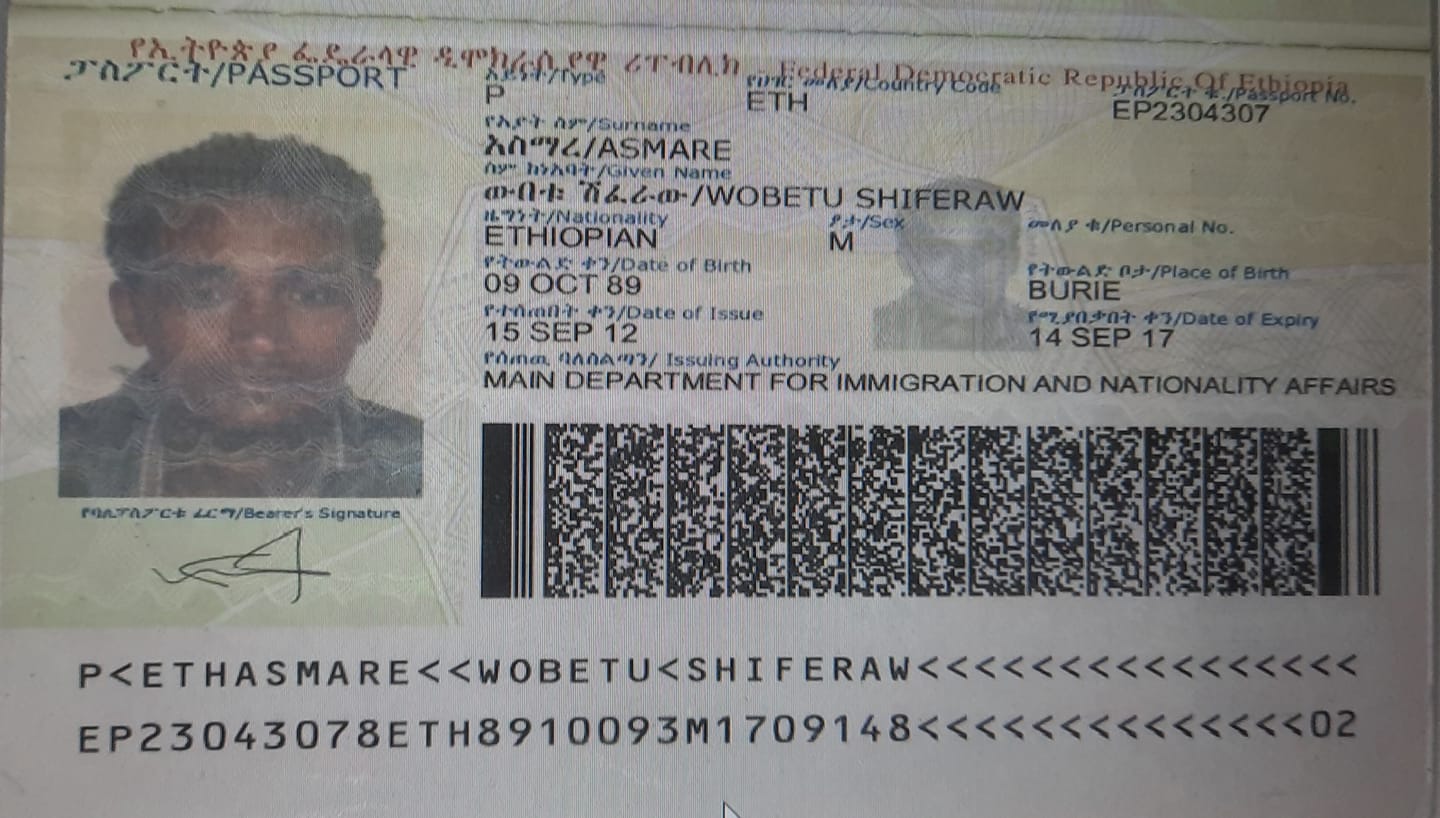 የኢትዮጵያ ፌዴራላዊ ዲሞክራሲያዊ ሪፐብሊክ Federal Democratic Republic Of Ethiopia
ፓስፖርት/PASSPORT
ዓይነት/Type
P
የሀገር መለያ/Country Code
ETH
ፓስፖርት ቁ./Passport No.
EP2304307
የአያት ስም/Surname
አስማረ/ASMARE
ስም ከነአባት/Given Name
ውበቱ ሽፈራው/WOBETU SHIFERAW
ዜግነት/Nationality
ETHIOPIAN
ፆታ/Sex
M
መለያ ቁ/Personal No.
የትውልድ ቀን/Date of Birth
09 OCT 89
የትውልድ ቦታ/Place of Birth
BURIE
የተሰጠበት ቀን/Date of Issue
15 SEP 12
የሚያበቃበት ቀን/Date of Expiry
14 SEP 17
የሰጠው ባለስልጣን/ Issuing Authority
MAIN DEPARTMENT FOR IMMIGRATION AND NATIONALITY AFFAIRS
የባለፓስፖርቱ ፊርማ/Bearer's Signature
P<ETHASMARE<<WOBETU<SHIFERAW<<<<<<<<<<<<<<<<
EP23043078ETH8910093M1709148<<<<<<<<<<<<<<02